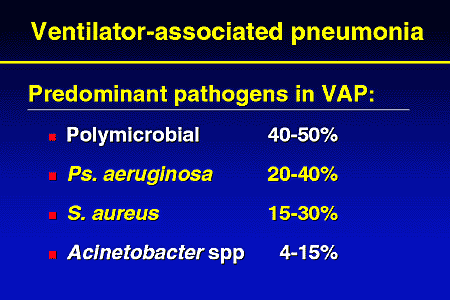 Ventilator-associated pneumonia
Predominant pathogens in VAP:
Polymicrobial 40-50%
Ps. aeruginosa 20-40%
S. aureus 15-30%
Acinetobacter spp 4-15%